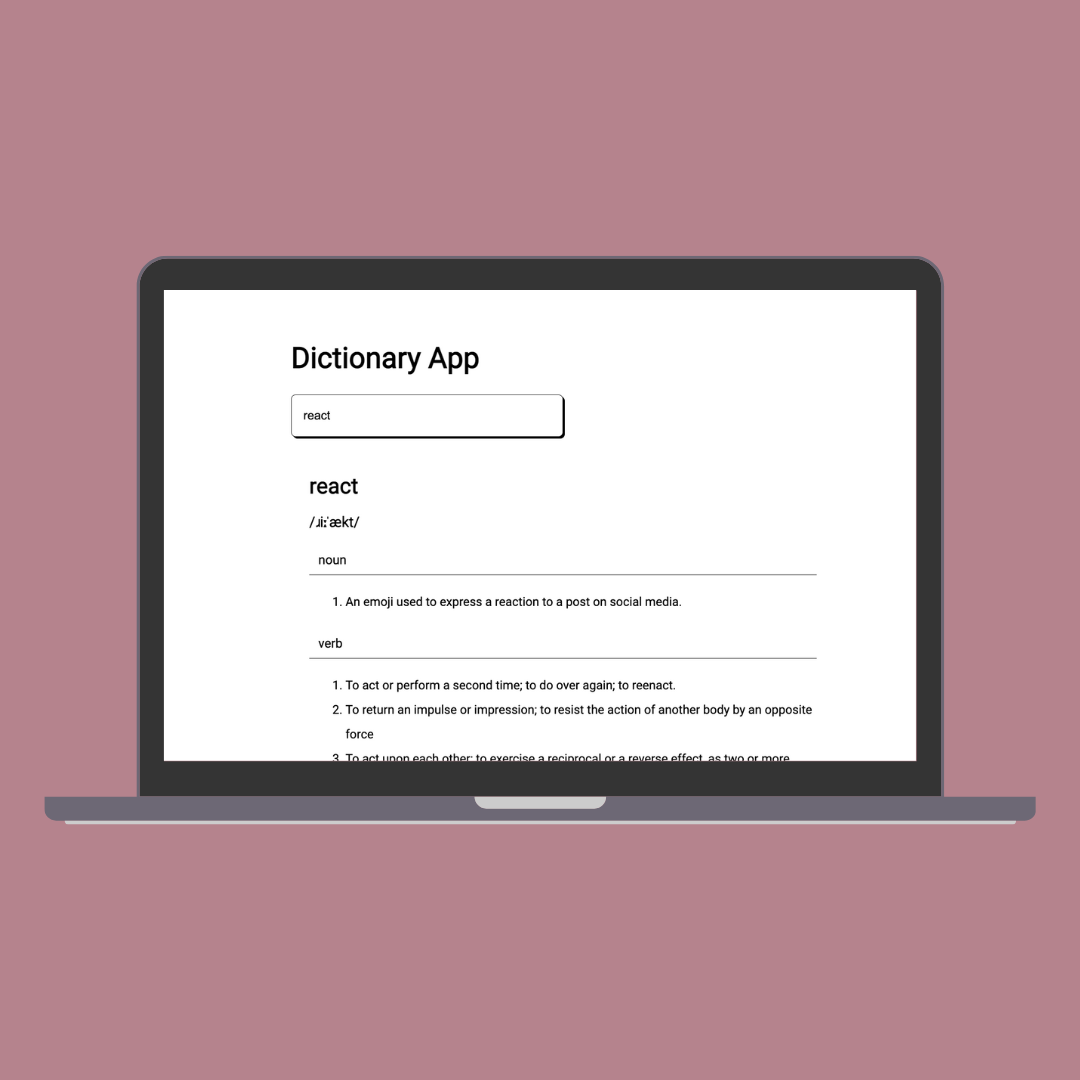 Dictionary App
react
react
/ɹiːˈækt/
noun
1. An emoji used to express a reaction to a post on social media.
verb
1. To act or perform a second time; to do over again; to reenact.
2. To return an impulse or impression; to resist the action of another body by an opposite
force
3. To act upon each other; to exercise a reciprocal or a reverse effect, as two or more